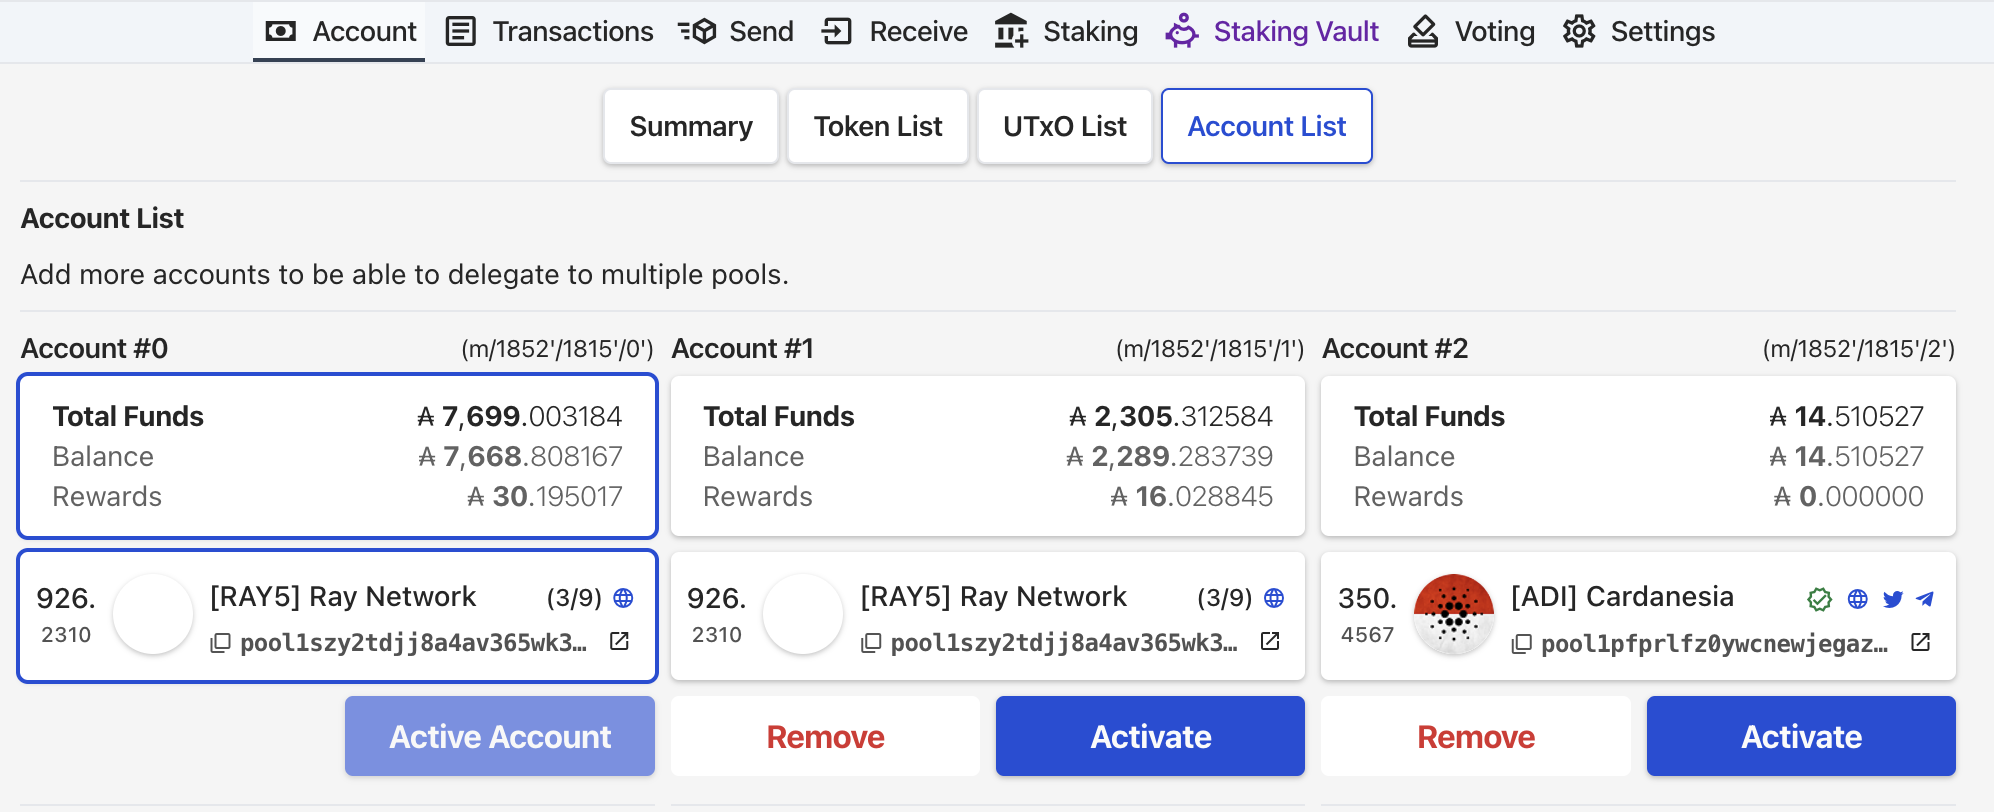 Account Transactions Send Receive Staking Staking Vault Voting Settings
Summary Token List UTxO List Account List
Account List
Add more accounts to be able to delegate to multiple pools.
Account #0 (m/1852'/1815'/0')
Total Funds ₳ 7,699.003184
Balance ₳ 7,668.808167
Rewards ₳ 30.195017
926. [RAY5] Ray Network (3/9)
2310 pool1szy2tdjj8a4av365wk3…
Active Account
Account #1 (m/1852'/1815'/1')
Total Funds ₳ 2,305.312584
Balance ₳ 2,289.283739
Rewards ₳ 16.028845
926. [RAY5] Ray Network (3/9)
2310 pool1szy2tdjj8a4av365wk3…
Remove Activate
Account #2 (m/1852'/1815'/2')
Total Funds ₳ 14.510527
Balance ₳ 14.510527
Rewards ₳ 0.000000
350. [ADI] Cardanesia
4567 pool1pfprlfz0ywcnewjegaz…
Remove Activate